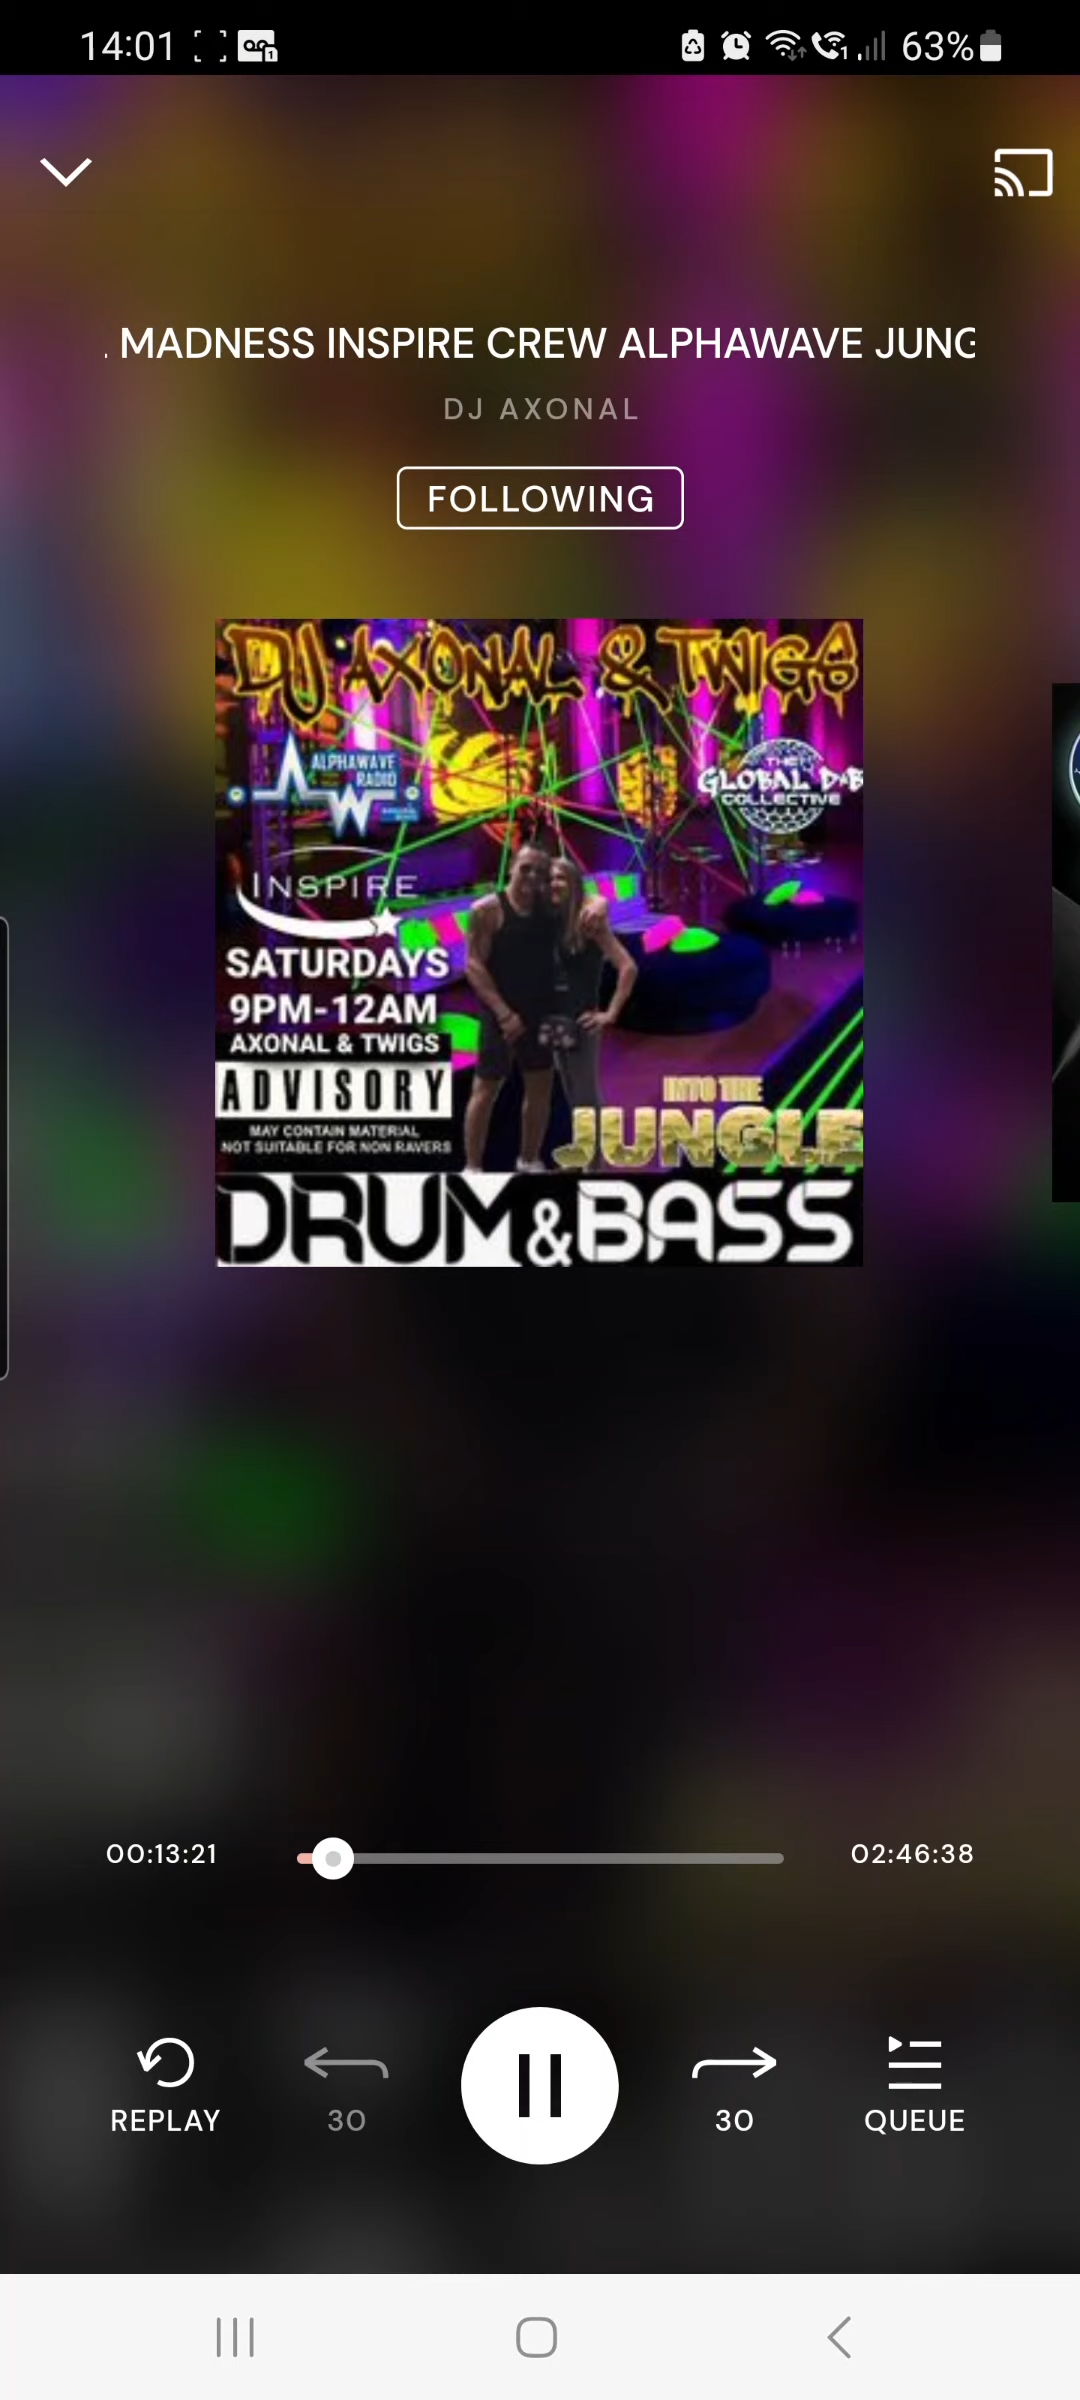 14:01
1
1
63%
. MADNESS INSPIRE CREW ALPHAWAVE JUNG
DJ AXONAL
FOLLOWING
DJ AXONAL & TWIGS
ALPHAWAVE
RADIO
THE
GLOBAL D&B
COLLECTIVE
INSPIRE
SATURDAYS
9PM-12AM
AXONAL & TWIGS
ADVISORY
MAY CONTAIN MATERIAL
NOT SUITABLE FOR NON RAVERS
INTO THE
JUNGLE
DRUM&BASS
00:13:21
02:46:38
REPLAY
30
30
QUEUE